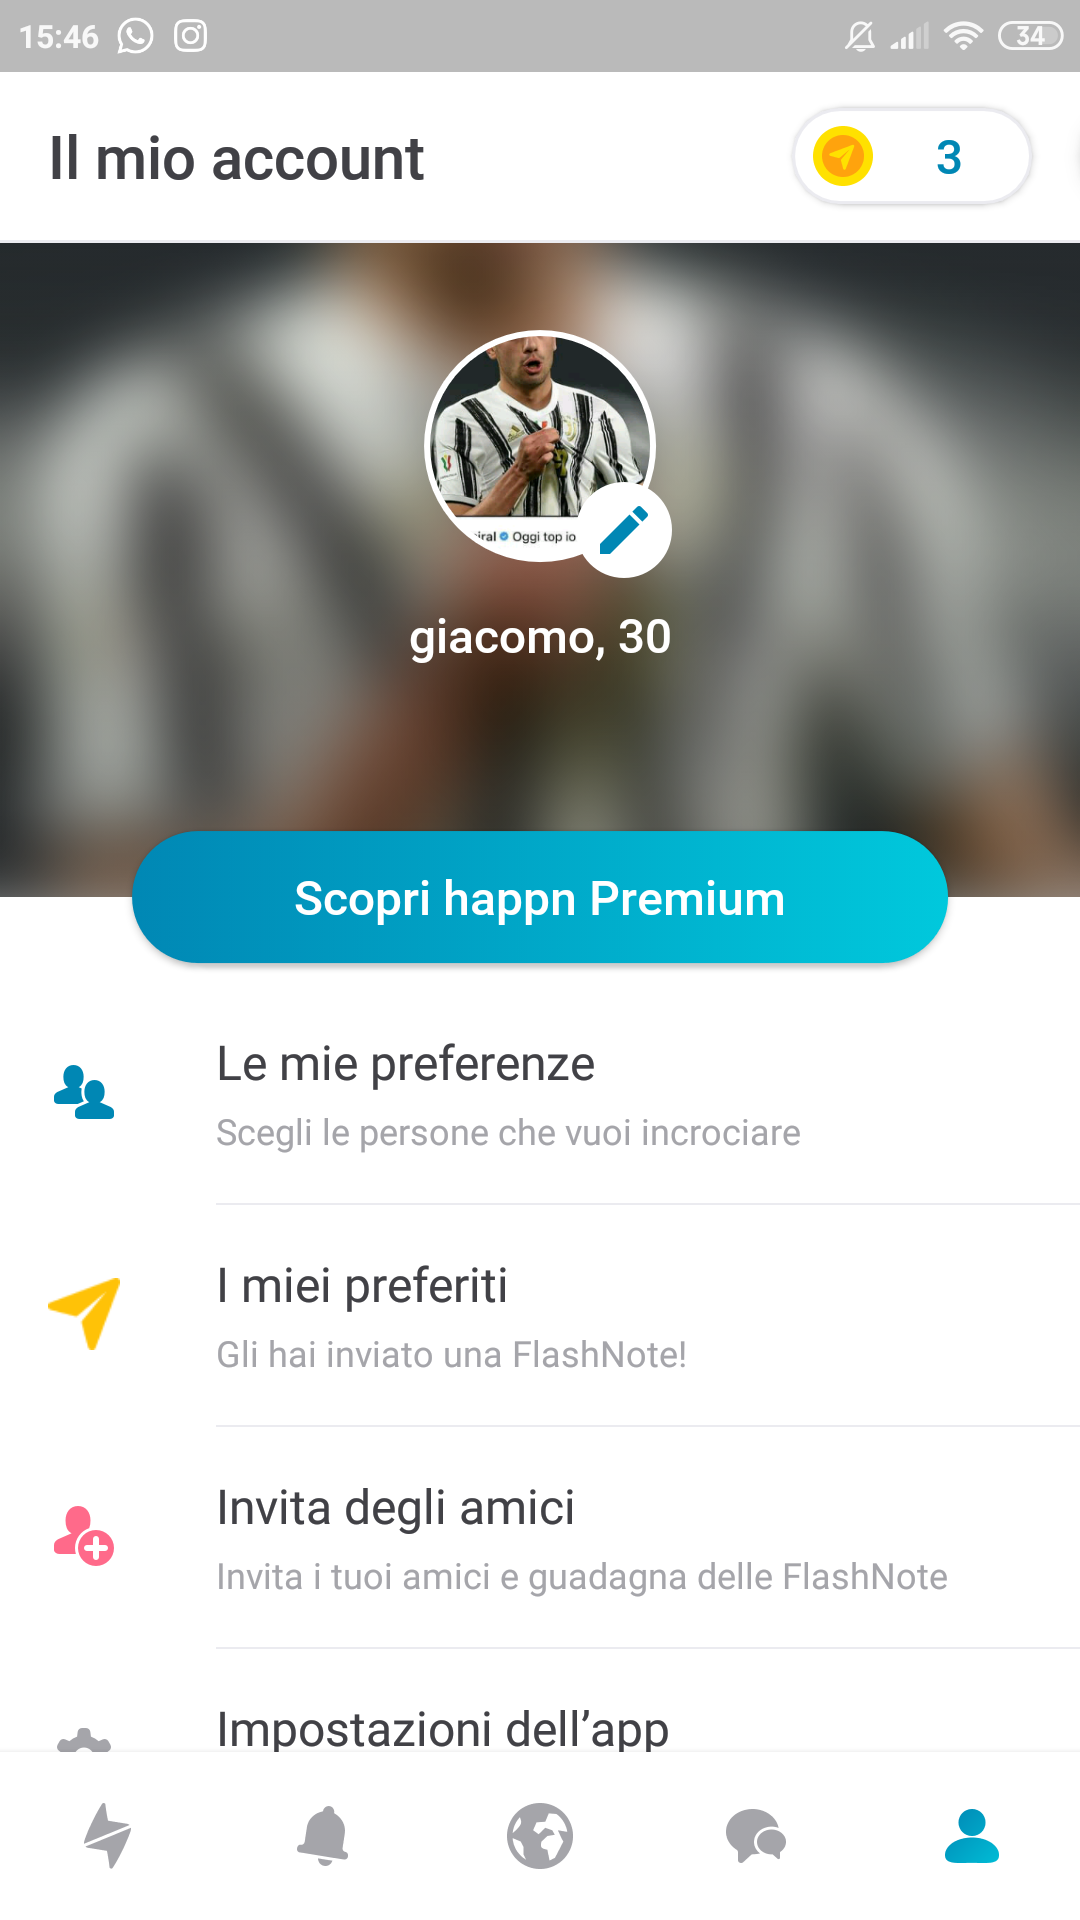 15:46
34
Il mio account
3
iral Oggi top io
giacomo, 30
Scopri happn Premium
Le mie preferenze
Scegli le persone che vuoi incrociare
I miei preferiti
Gli hai inviato una FlashNote!
Invita degli amici
Invita i tuoi amici e guadagna delle FlashNote
Impostazioni dell’app